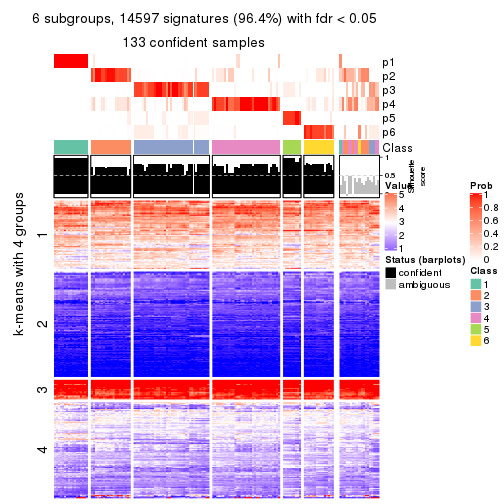 6 subgroups, 14597 signatures (96.4%) with fdr < 0.05
133 confident samples
p1
p2
p3
p4
p5
p6
Class
1
0.5
0
Silhouette
score
k-means with 4 groups
1
2
3
4
Value
5
4
3
2
1
Status (barplots)
confident
ambiguous
Prob
1
0.8
0.6
0.4
0.2
0
Class
1
2
3
4
5
6